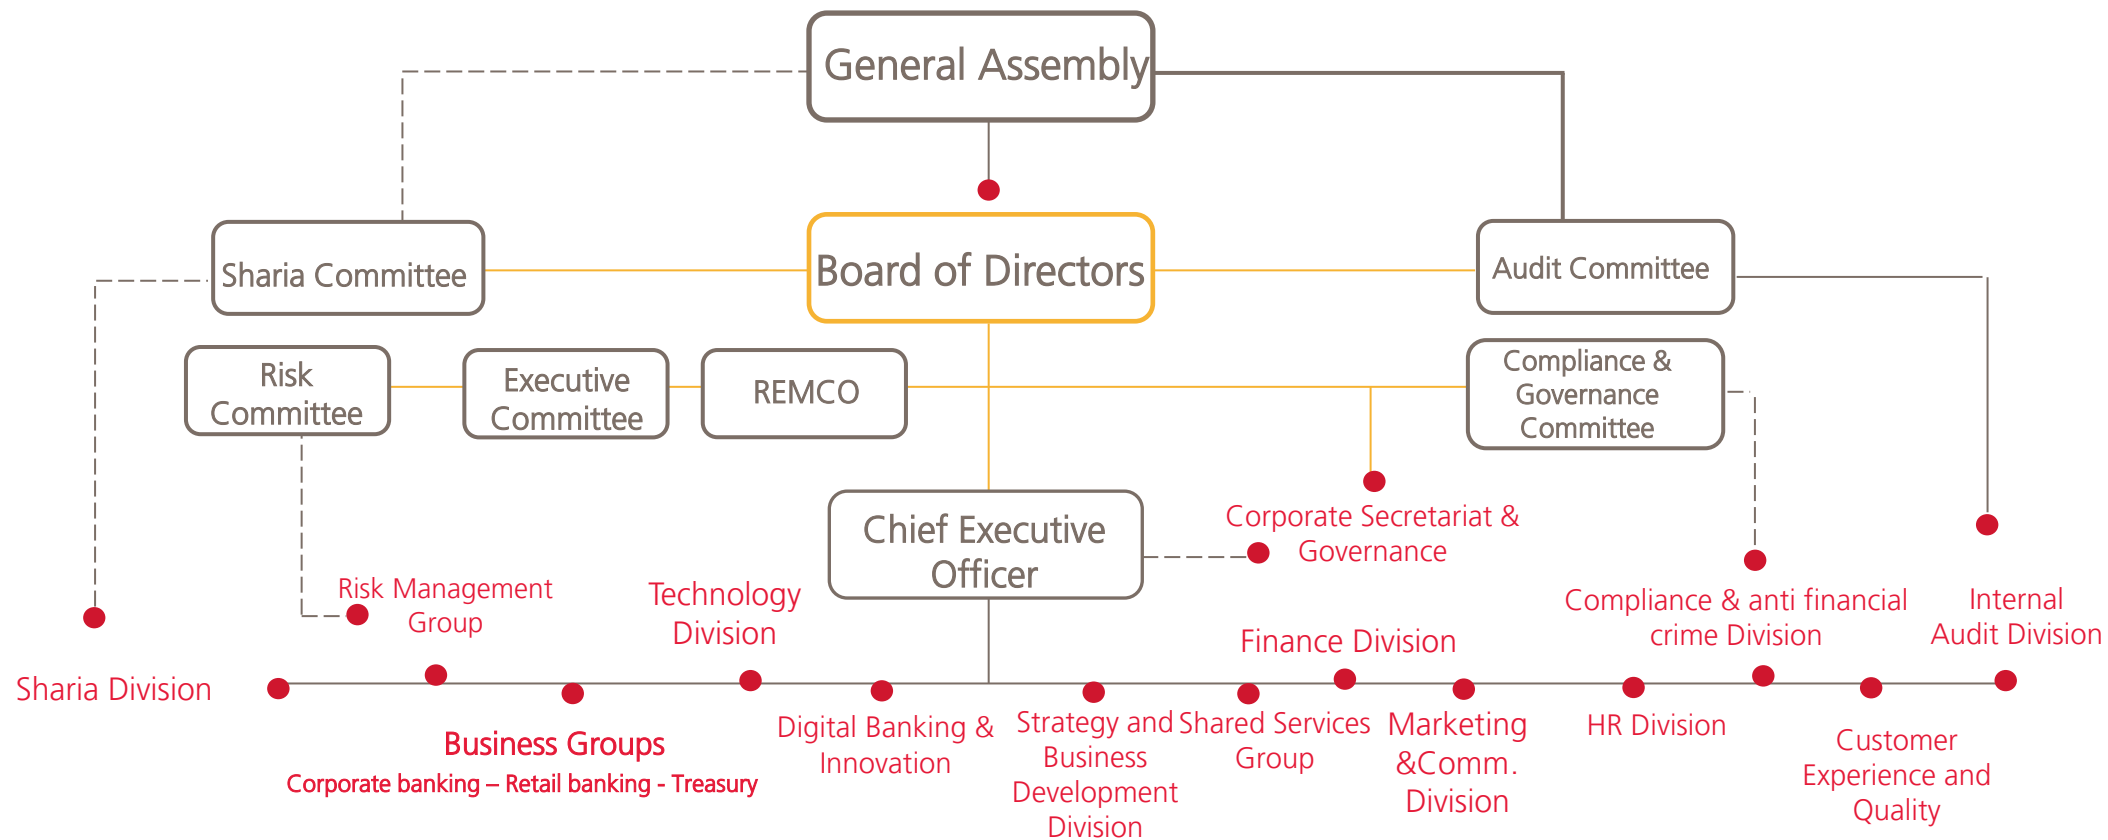 General Assembly
Sharia Committee
Board of Directors
Audit Committee
Risk
Committee
Executive
Committee
REMCO
Compliance &
Governance
Committee
Chief Executive
Officer
Corporate Secretariat &
Governance
Risk Management
Group
Technology
Division
Finance Division
Compliance & anti financial
crime Division
Internal
Audit Division
Sharia Division
Business Groups
Corporate banking – Retail banking - Treasury
Digital Banking &
Innovation
Strategy and
Business
Development
Division
Shared Services
Group
Marketing
&Comm.
Division
HR Division
Customer
Experience and
Quality